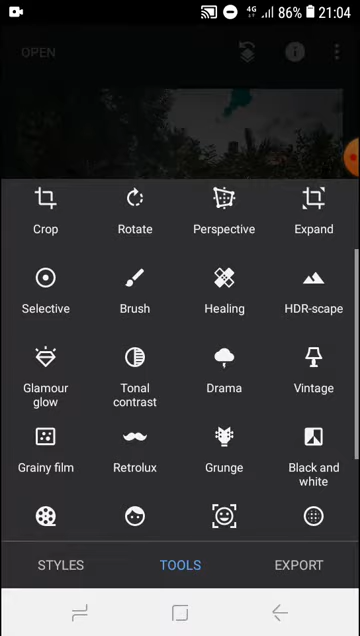 4G 86% 21:04
OPEN
Crop Rotate Perspective Expand
Selective Brush Healing HDR-scape
Glamour glow Tonal contrast Drama Vintage
Grainy film Retrolux Grunge Black and white
STYLES TOOLS EXPORT